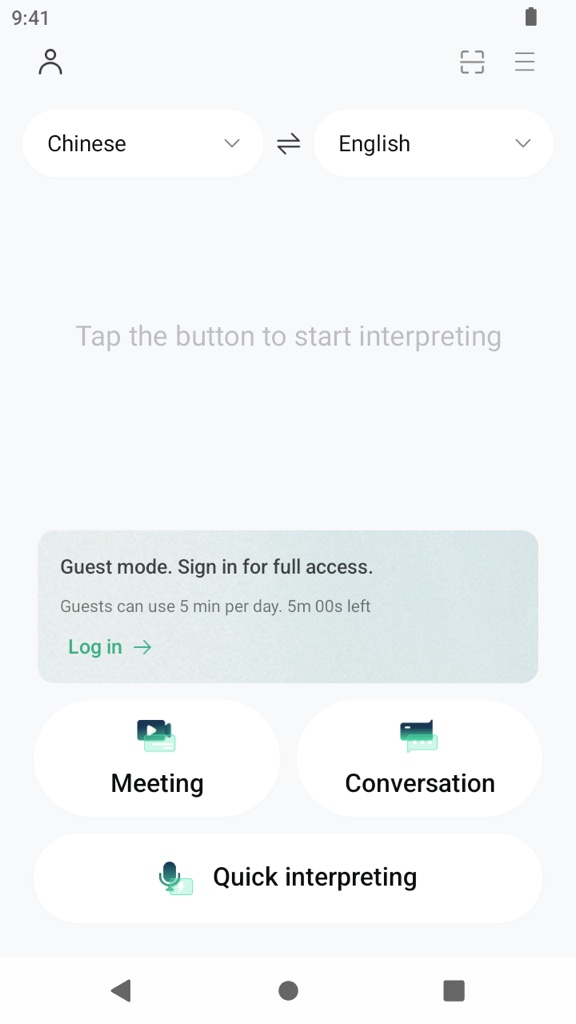 9:41
Chinese
English
Tap the button to start interpreting
Guest mode. Sign in for full access.
Guests can use 5 min per day. 5m 00s left
Log in
Meeting
Conversation
Quick interpreting